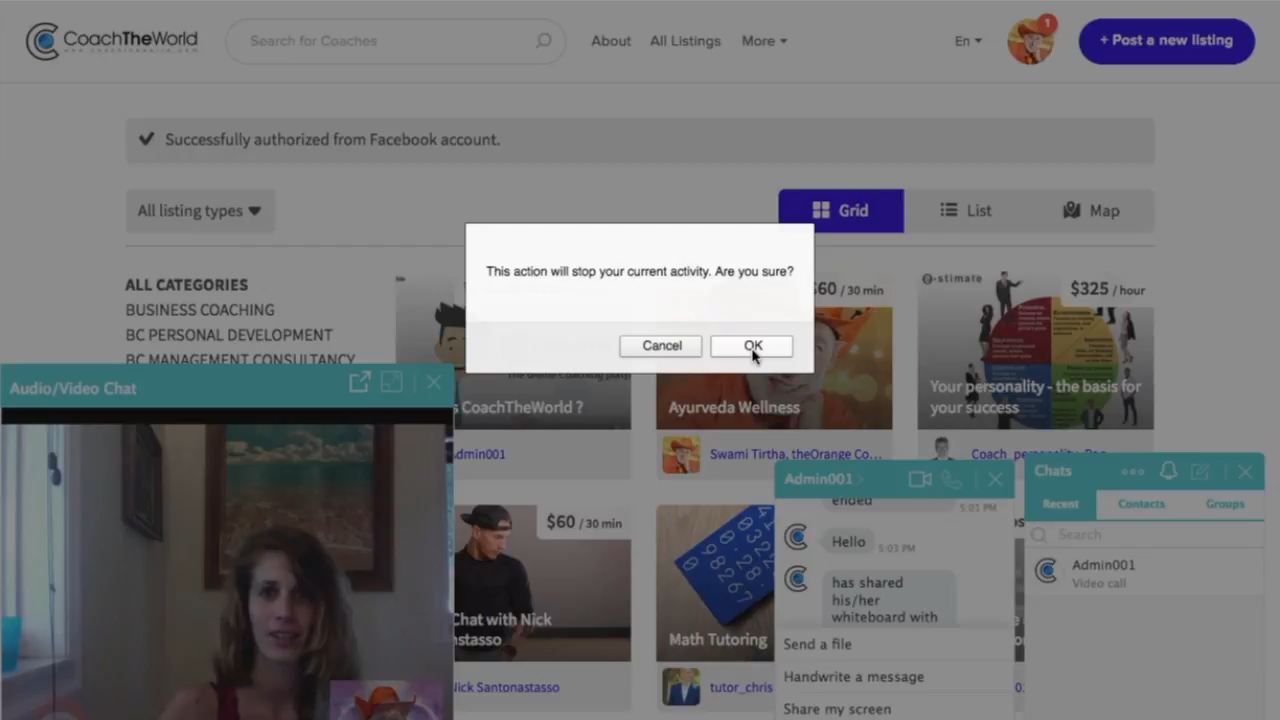 CoachTheWorld
Search for Coaches
About
All Listings
More
En
1
+ Post a new listing
Successfully authorized from Facebook account.
All listing types
Grid
List
Map
This action will stop your current activity. Are you sure?
Cancel
OK
ALL CATEGORIES
BUSINESS COACHING
BC PERSONAL DEVELOPMENT
BC MANAGEMENT CONSULTANCY
s CoachTheWorld ?
dmin001
$60 / 30 min
Ayurveda Wellness
Swami Tirtha, theOrange Co...
e-stimate
$325 / hour
Your personality - the basis for
your success
Audio/Video Chat
$60 / 30 min
Chat with Nick
Nick Santonastasso
Math Tutoring
tutor_chris
Admin001
ended
5:01 PM
Hello
5:03 PM
has shared
his/her
whiteboard with
Send a file
Handwrite a message
Share my screen
Chats
Recent
Contacts
Groups
Search
Admin001
Video call